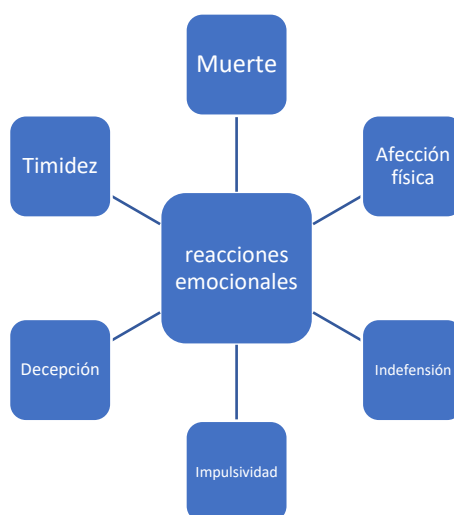 Muerte
Timidez
Afección
física
reacciones
emocionales
Decepción
Indefensión
Impulsividad